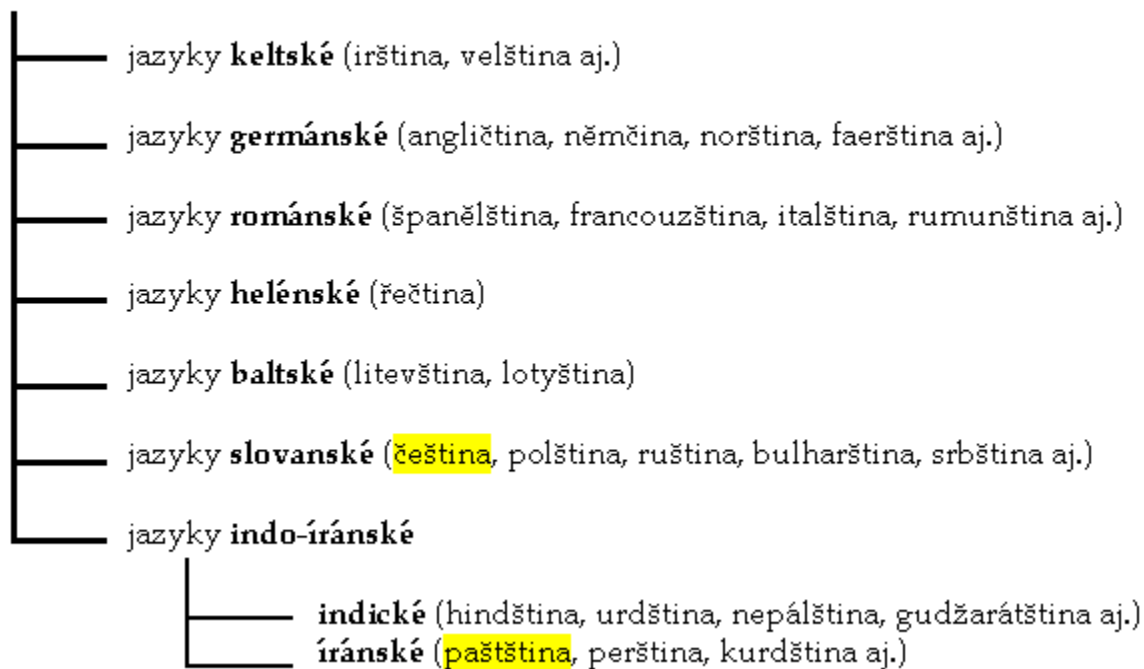 jazyky keltské (irština, velština aj.)
jazyky germánské (angličtina, němčina, norština, faerština aj.)
jazyky románské (španělština, francouzština, italština, rumunština aj.)
jazyky helénské (řečtina)
jazyky baltské (litevština, lotyština)
jazyky slovanské (čeština, polština, ruština, bulharština, srbština aj.)
jazyky indo-íránské
indické (hindština, urdština, nepálština, gudžarátština aj.)
íránské (paštština, perština, kurdština aj.)